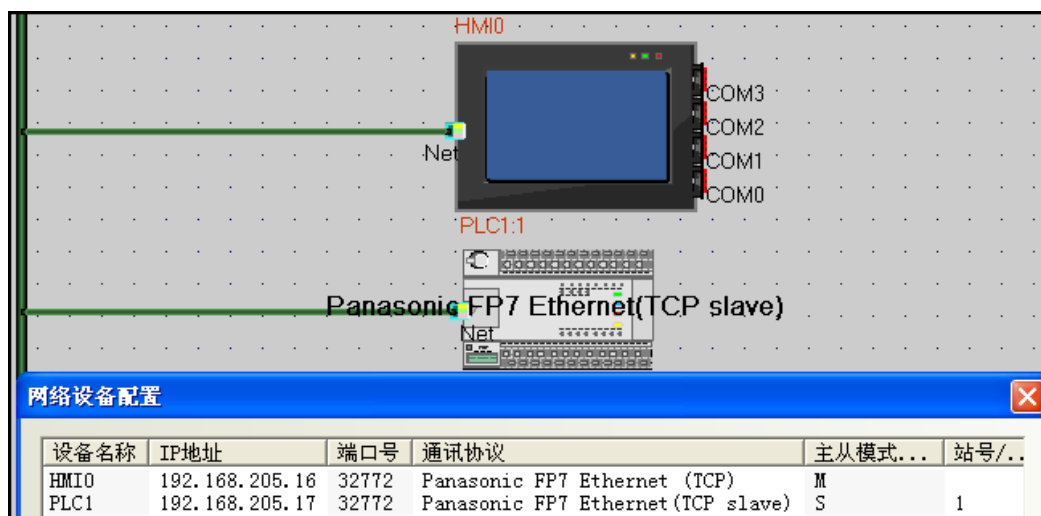 HMI0
COM3
COM2
Net
COM1
COM0
PLC1:1
Panasonic FP7 Ethernet(TCP slave)
Net
网络设备配置
设备名称 IP地址 端口号 通讯协议 主从模式... 站号/..
HMI0 192.168.205.16 32772 Panasonic FP7 Ethernet (TCP) M
PLC1 192.168.205.17 32772 Panasonic FP7 Ethernet(TCP slave) S 1